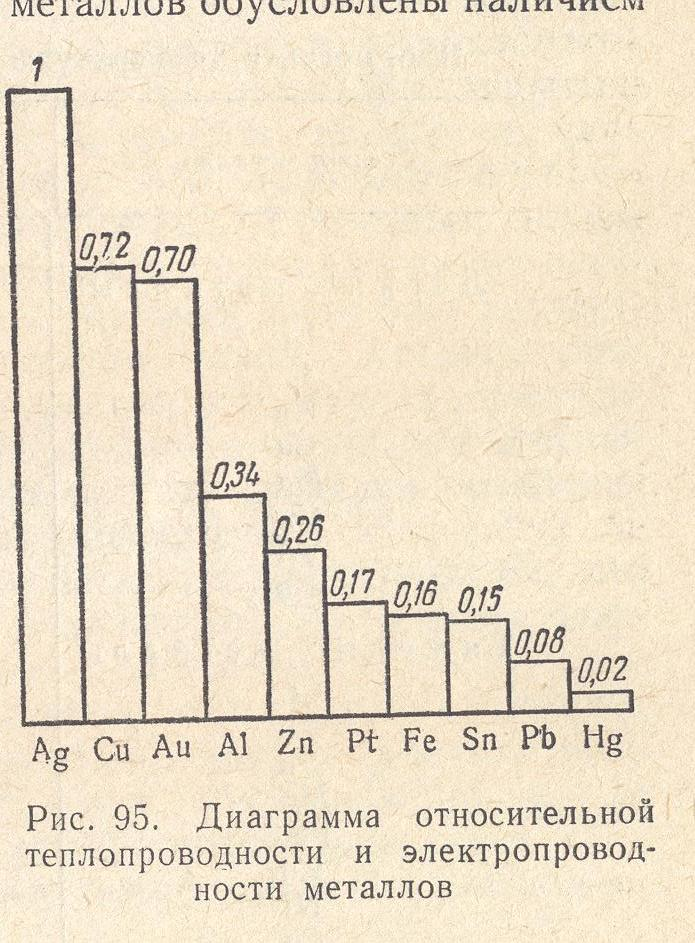 металлов обусловлены наличием
1
0,72
0,70
0,34
0,26
0,17
0,16
0,15
0,08
0,02
Ag Cu Au Al Zn Pt Fe Sn Pb Hg
Рис. 95. Диаграмма относительной
теплопроводности и электропровод-
ности металлов